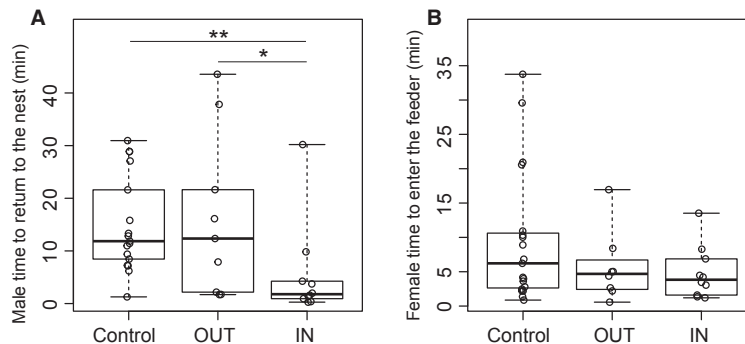 A
**
*
Male time to return to the nest (min)
0 10 20 30 40
Control OUT IN
B
Female time to enter the feeder (min)
0 5 10 15 25 35
Control OUT IN